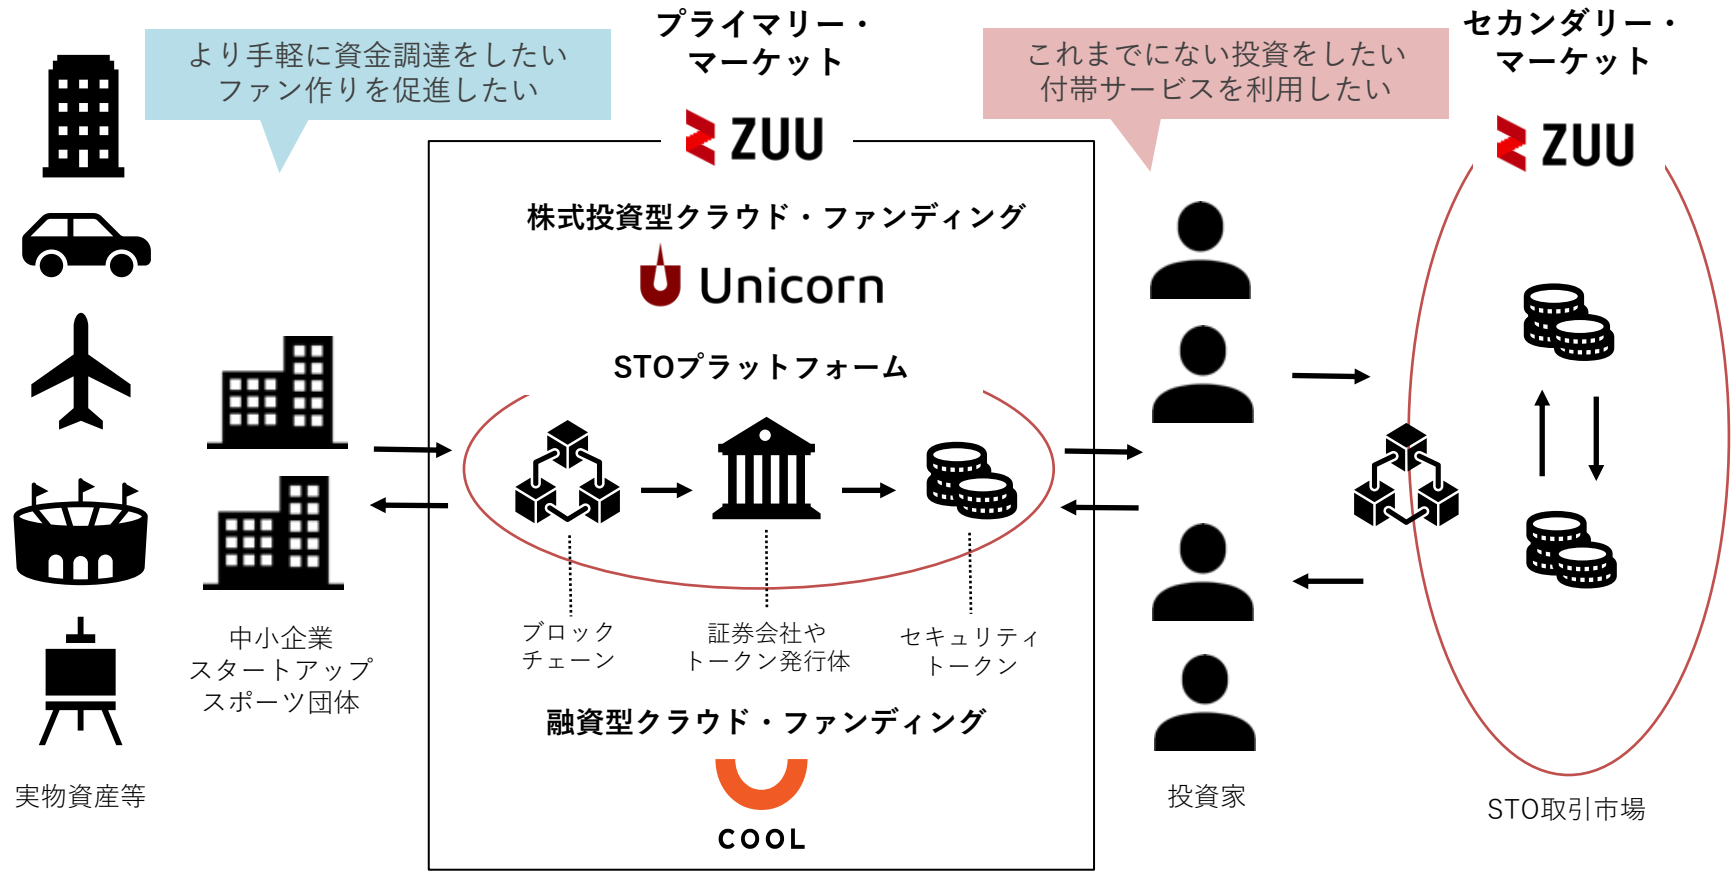 プライマリー・
マーケット
セカンダリー・
マーケット
より手軽に資金調達をしたい
ファン作りを促進したい
これまでにない投資をしたい
付帯サービスを利用したい
ZUU
ZUU
株式投資型クラウド・ファンディング
Unicorn
STOプラットフォーム
ブロック
チェーン
証券会社や
トークン発行体
セキュリティ
トークン
中小企業
スタートアップ
スポーツ団体
融資型クラウド・ファンディング
COOL
実物資産等
投資家
STO取引市場